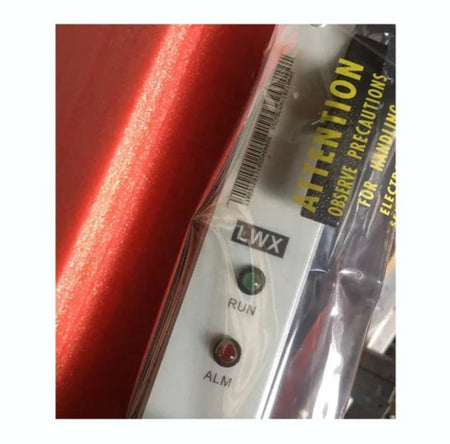 ATTENTION
OBSERVE PRECAUTIONS
FOR HANDLING
LWX
RUN
ALM